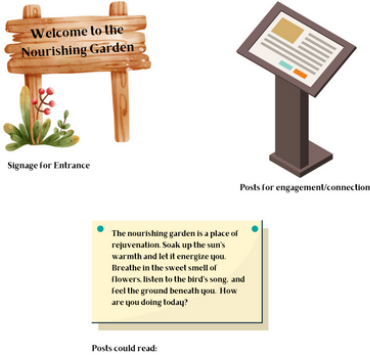 Welcome to the
Nourishing Garden
Signage for Entrance
Posts for engagement/connection
The nourishing garden is a place of
rejuvenation. Soak up the sun's
warmth and let it energize you.
Breathe in the sweet smell of
flowers, listen to the bird's song, and
feel the ground beneath you. How
are you doing today?
Posts could read: